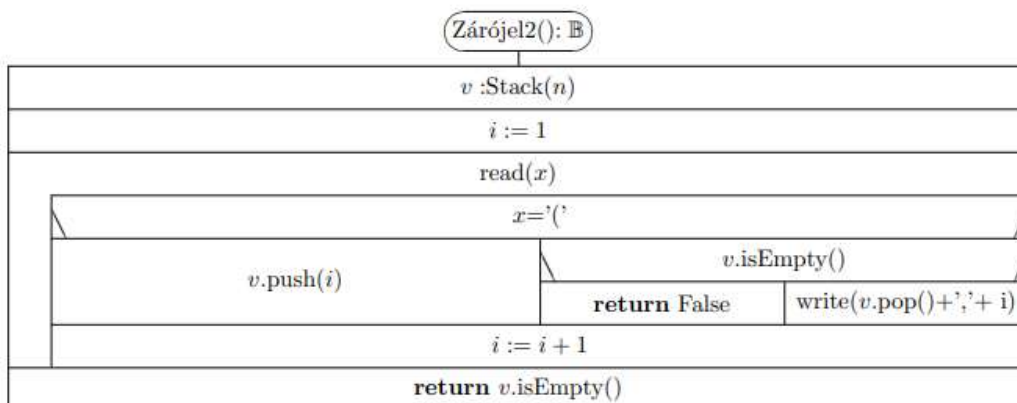 Zárójel2(): 𝔹
v :Stack(n)
i := 1
read(x)
x='('
v.push(i)
v.isEmpty()
return False
write(v.pop()+','+ i)
i := i + 1
return v.isEmpty()